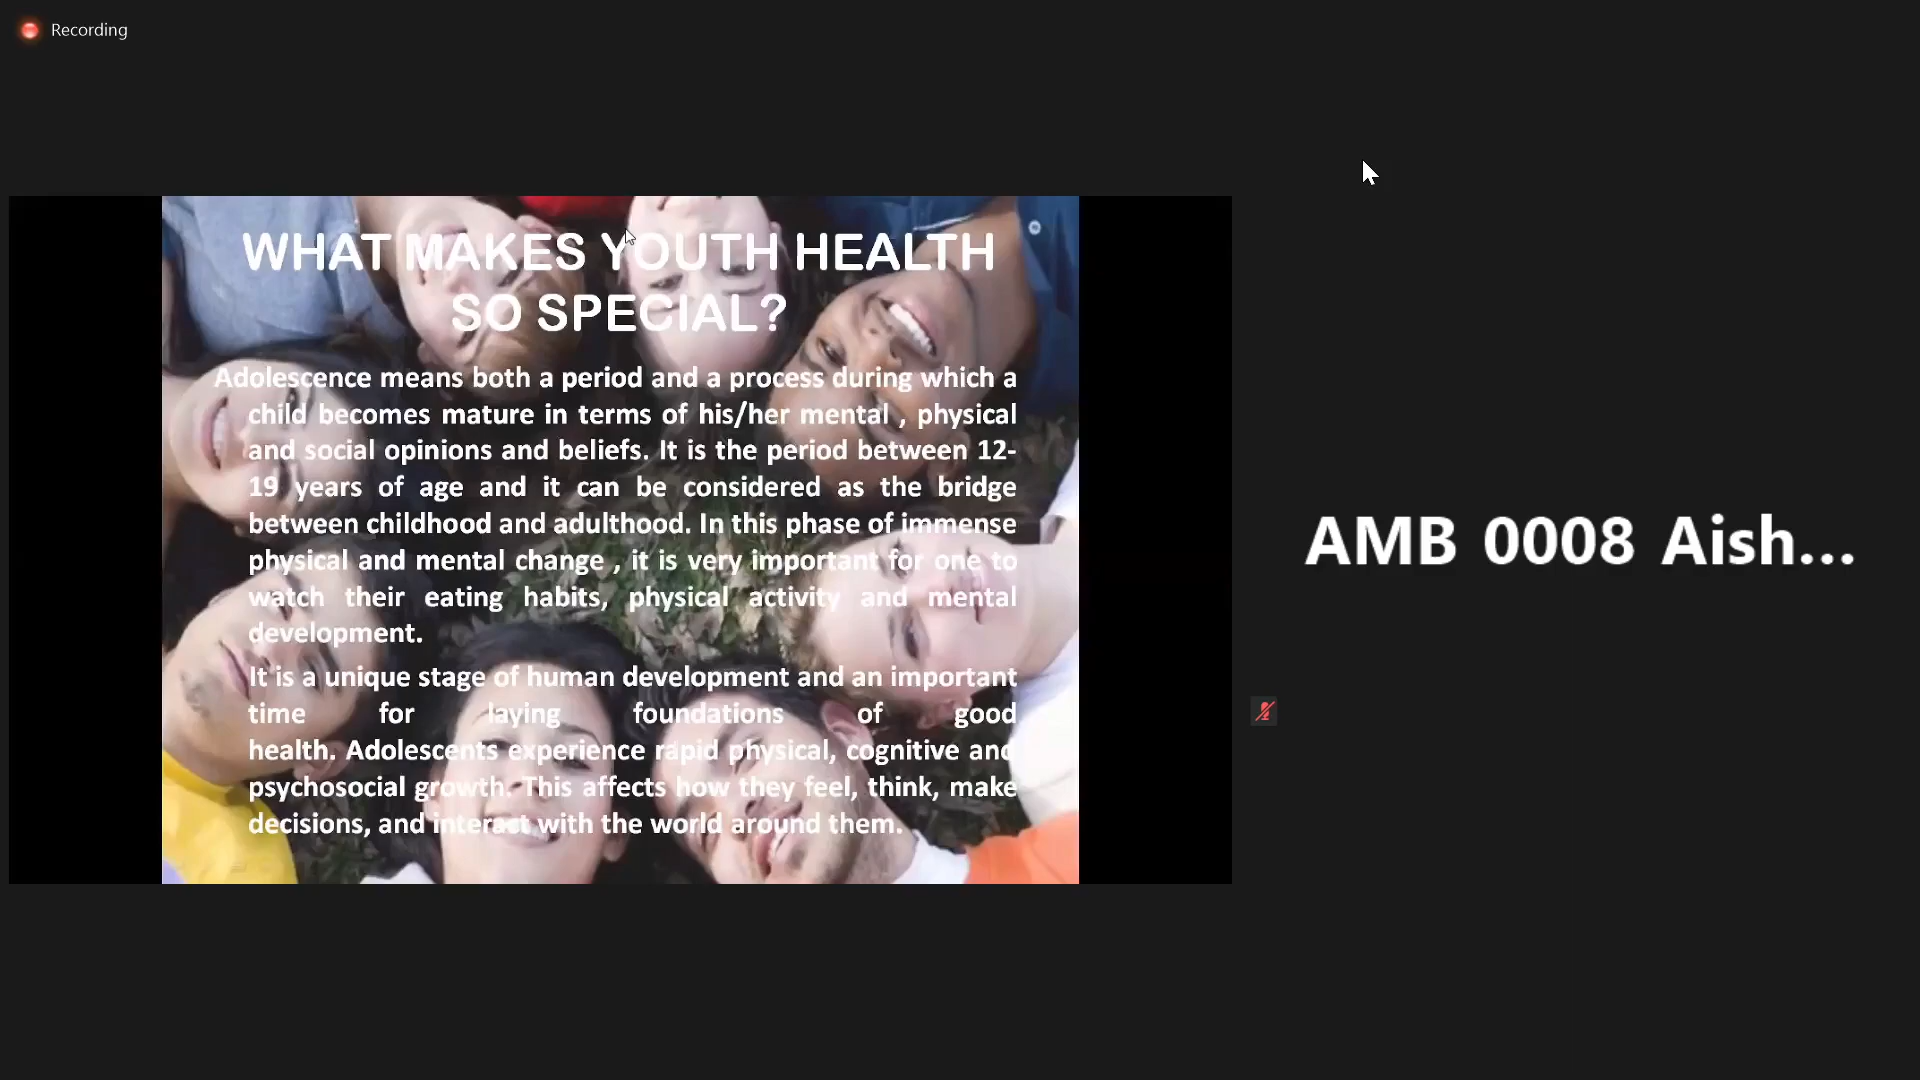 Recording
WHAT MAKES YOUTH HEALTH
SO SPECIAL?
Adolescence means both a period and a process during which a
child becomes mature in terms of his/her mental , physical
and social opinions and beliefs. It is the period between 12-
19 years of age and it can be considered as the bridge
between childhood and adulthood. In this phase of immense
physical and mental change , it is very important for one to
watch their eating habits, physical activity and mental
development.
It is a unique stage of human development and an important
time for laying foundations of good
health. Adolescents experience rapid physical, cognitive and
psychosocial growth. This affects how they feel, think, make
decisions, and interact with the world around them.
AMB 0008 Aish...